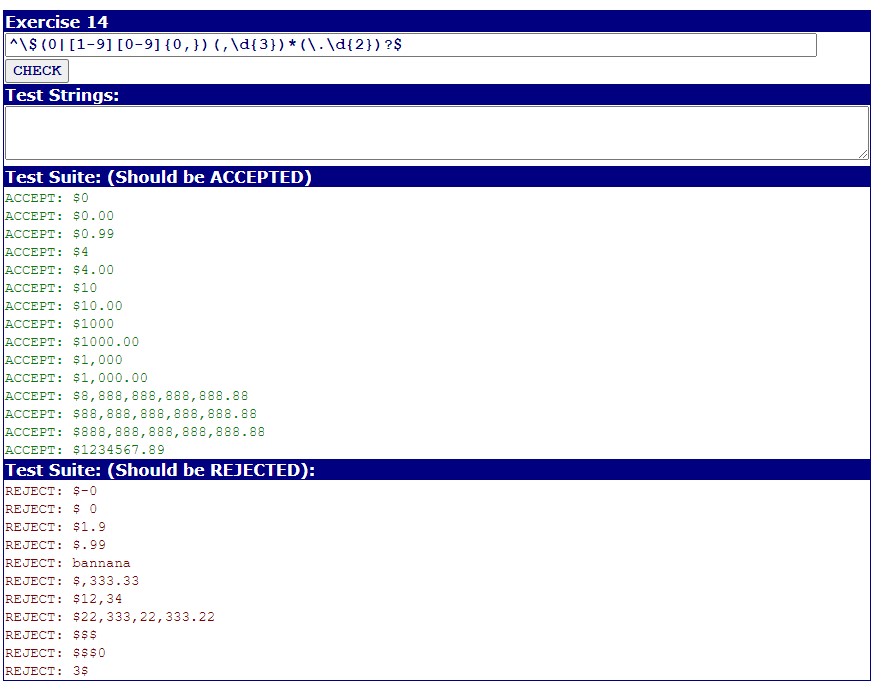 Exercise 14
^\$(0|[1-9][0-9]{0,})(,\d{3})*(\.\d{2})?$
CHECK
Test Strings:
Test Suite: (Should be ACCEPTED)
ACCEPT: $0
ACCEPT: $0.00
ACCEPT: $0.99
ACCEPT: $4
ACCEPT: $4.00
ACCEPT: $10
ACCEPT: $10.00
ACCEPT: $1000
ACCEPT: $1000.00
ACCEPT: $1,000
ACCEPT: $1,000.00
ACCEPT: $8,888,888,888,888.88
ACCEPT: $88,888,888,888,888.88
ACCEPT: $888,888,888,888,888.88
ACCEPT: $1234567.89
Test Suite: (Should be REJECTED):
REJECT: $-0
REJECT: $ 0
REJECT: $1.9
REJECT: $.99
REJECT: bannana
REJECT: $,333.33
REJECT: $12,34
REJECT: $22,333,22,333.22
REJECT: $$$
REJECT: $$$0
REJECT: 3$